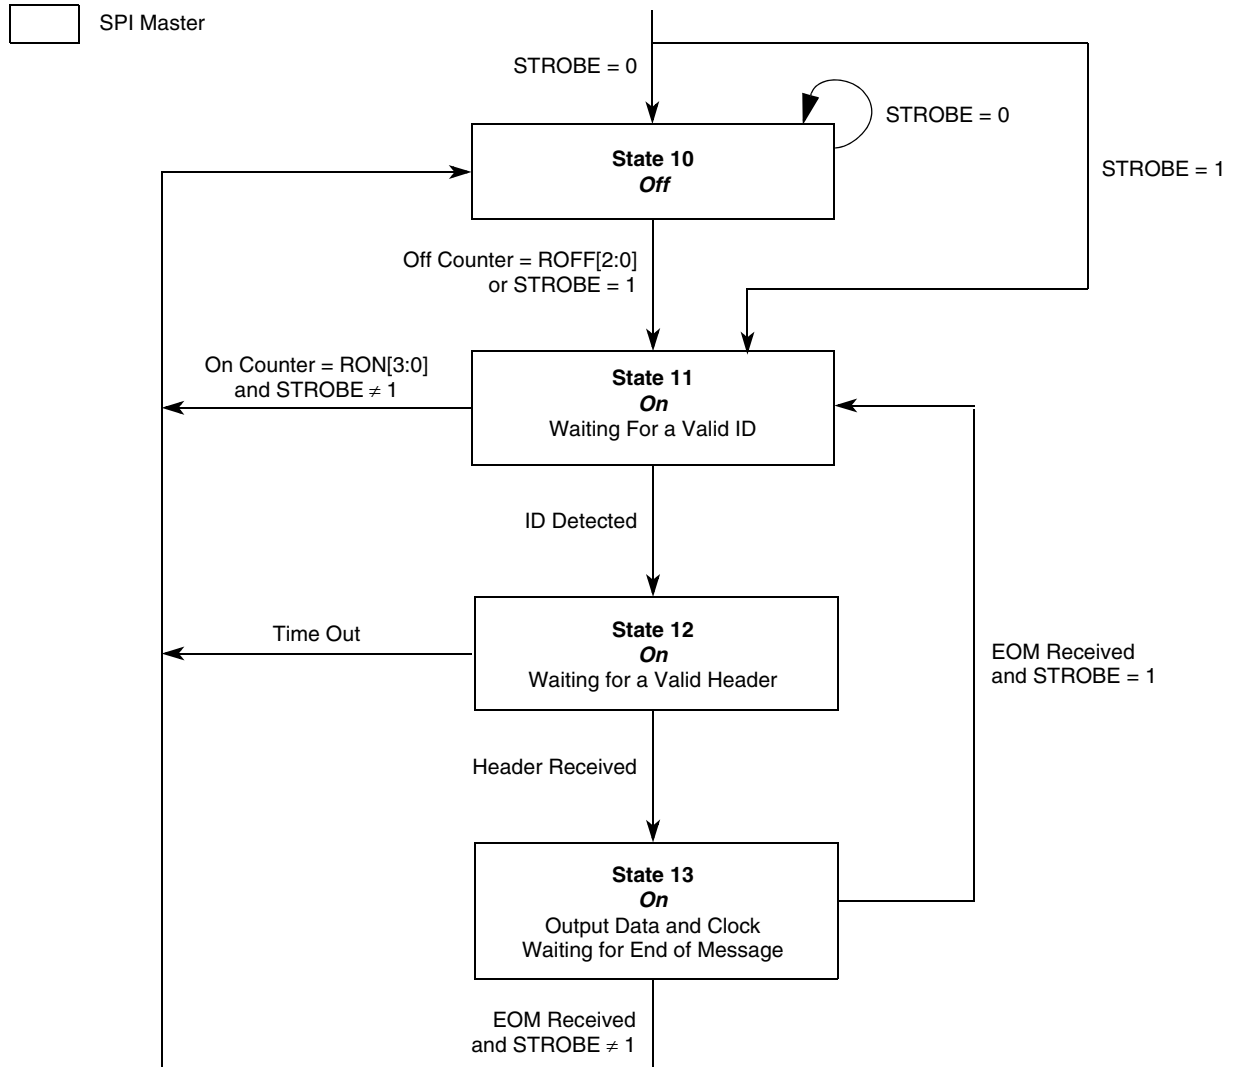 SPI Master
STROBE = 0
STROBE = 0
STROBE = 1
State 10
Off
Off Counter = ROFF[2:0]
or STROBE = 1
On Counter = RON[3:0]
and STROBE ≠ 1
State 11
On
Waiting For a Valid ID
ID Detected
Time Out
State 12
On
Waiting for a Valid Header
EOM Received
and STROBE = 1
Header Received
State 13
On
Output Data and Clock
Waiting for End of Message
EOM Received
and STROBE ≠ 1